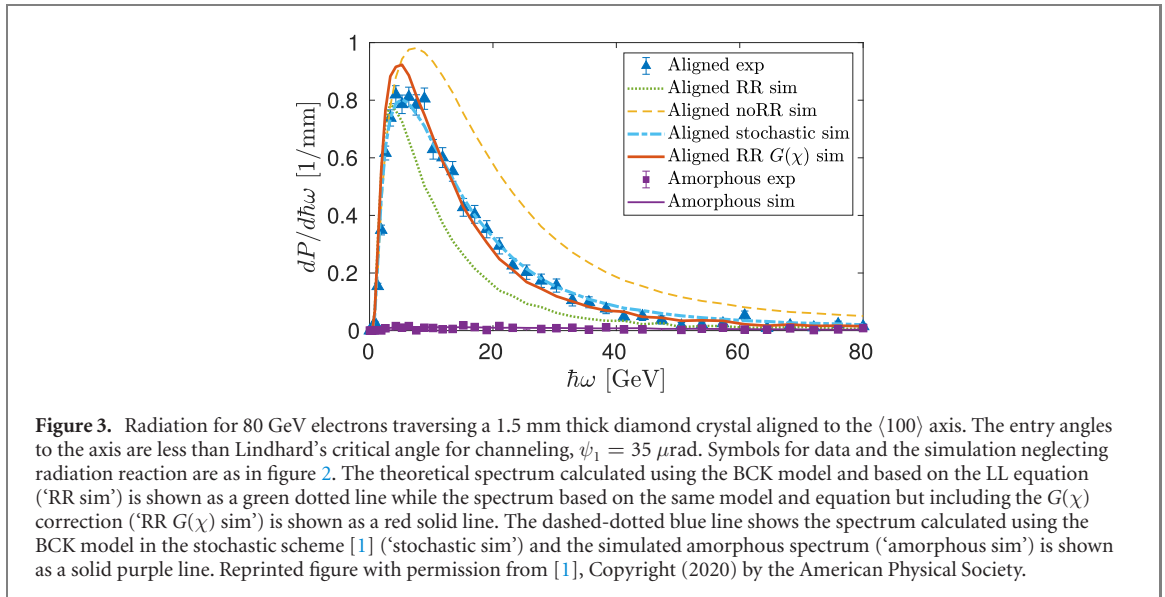 1
0.8
0.6
0.4
0.2
0
dP/dħω [1/mm]
0 20 40 60 80
ħω [GeV]
Aligned exp
Aligned RR sim
Aligned noRR sim
Aligned stochastic sim
Aligned RR G(χ) sim
Amorphous exp
Amorphous sim
Figure 3. Radiation for 80 GeV electrons traversing a 1.5 mm thick diamond crystal aligned to the ⟨100⟩ axis. The entry angles
to the axis are less than Lindhard's critical angle for channeling, ψ₁ = 35 μrad. Symbols for data and the simulation neglecting
radiation reaction are as in figure 2. The theoretical spectrum calculated using the BCK model and based on the LL equation
('RR sim') is shown as a green dotted line while the spectrum based on the same model and equation but including the G(χ)
correction ('RR G(χ) sim') is shown as a red solid line. The dashed-dotted blue line shows the spectrum calculated using the
BCK model in the stochastic scheme [1] ('stochastic sim') and the simulated amorphous spectrum ('amorphous sim') is shown
as a solid purple line. Reprinted figure with permission from [1], Copyright (2020) by the American Physical Society.